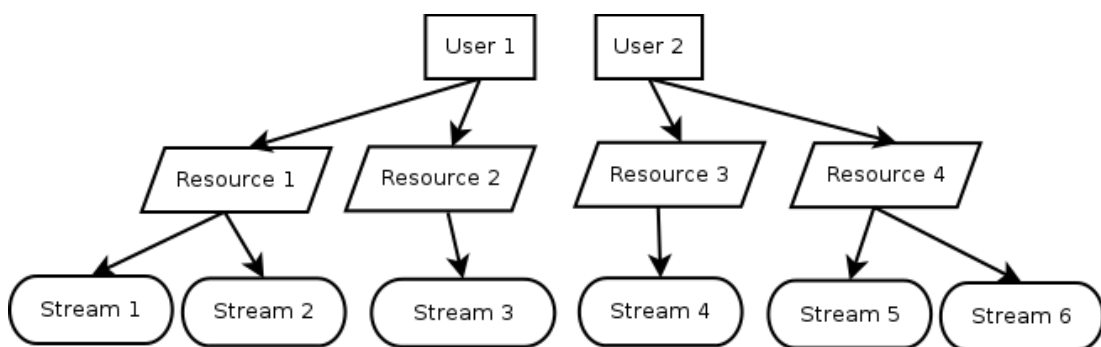 User 1
User 2
Resource 1
Resource 2
Resource 3
Resource 4
Stream 1
Stream 2
Stream 3
Stream 4
Stream 5
Stream 6